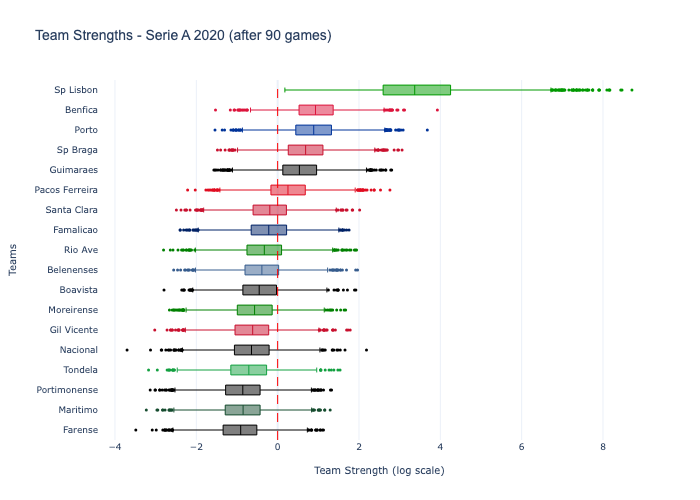 Team Strengths - Serie A 2020 (after 90 games)
Sp Lisbon
Benfica
Porto
Sp Braga
Guimaraes
Pacos Ferreira
Santa Clara
Famalicao
Rio Ave
Belenenses
Boavista
Moreirense
Gil Vicente
Nacional
Tondela
Portimonense
Maritimo
Farense
Teams
−4 −2 0 2 4 6 8
Team Strength (log scale)